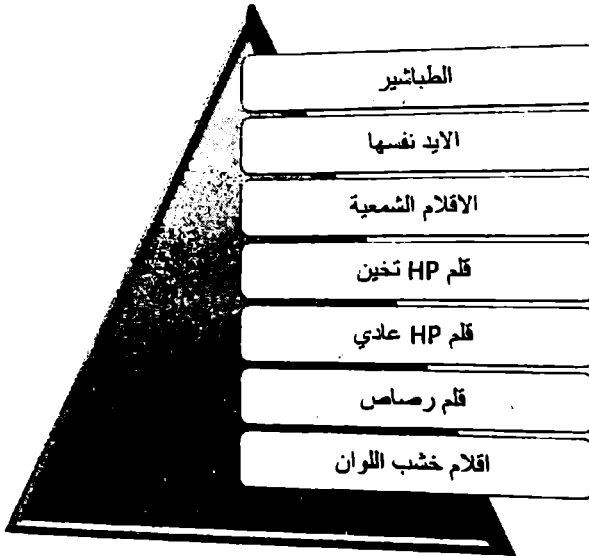 الطباشير
الايد نفسها
الاقلام الشمعية
قلم HP تخين
قلم HP عادي
قلم رصاص
اقلام خشب اللوان